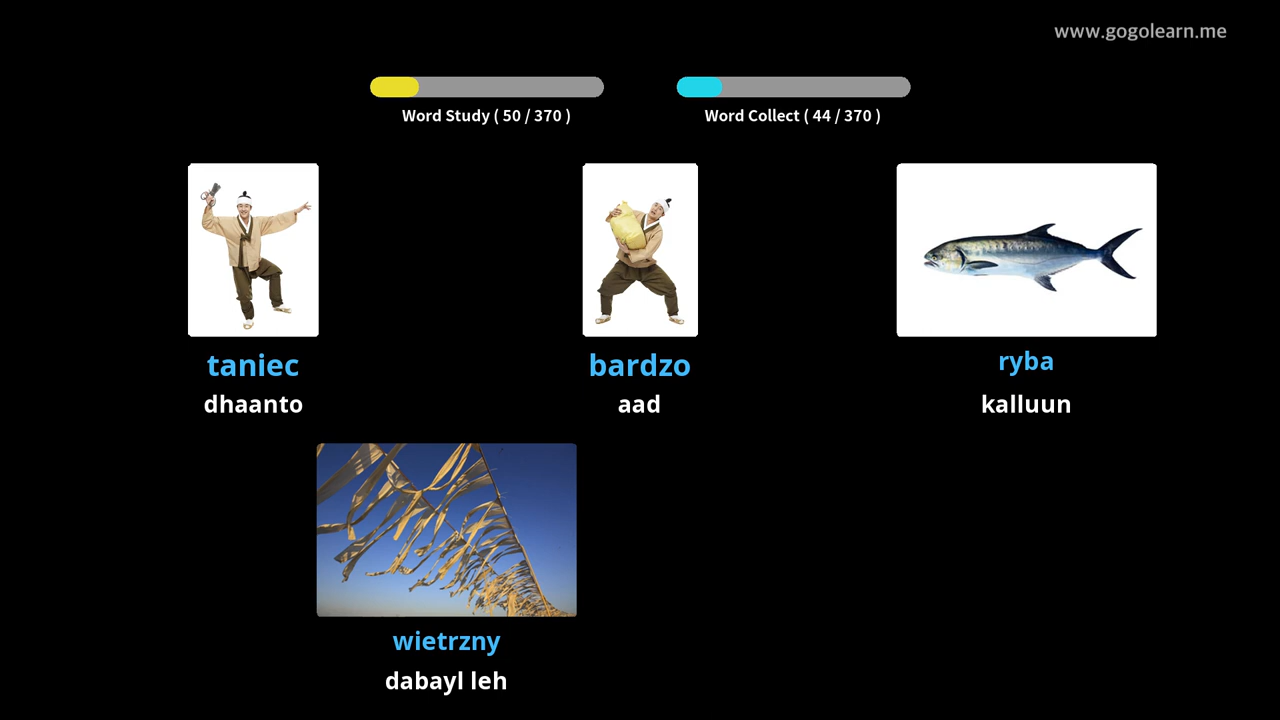 www.gogolearn.me
Word Study ( 50 / 370 )
Word Collect ( 44 / 370 )
taniec
bardzo
ryba
dhaanto
aad
kalluun
wietrzny
dabayl leh